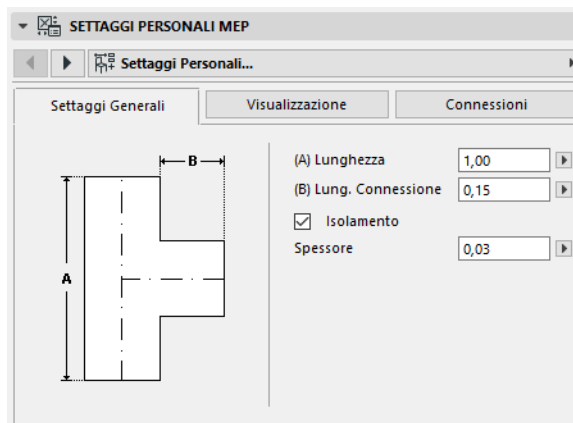 SETTAGGI PERSONALI MEP
Settaggi Personali...
Settaggi Generali
Visualizzazione
Connessioni
B
A
(A) Lunghezza
1,00
(B) Lung. Connessione
0,15
Isolamento
Spessore
0,03